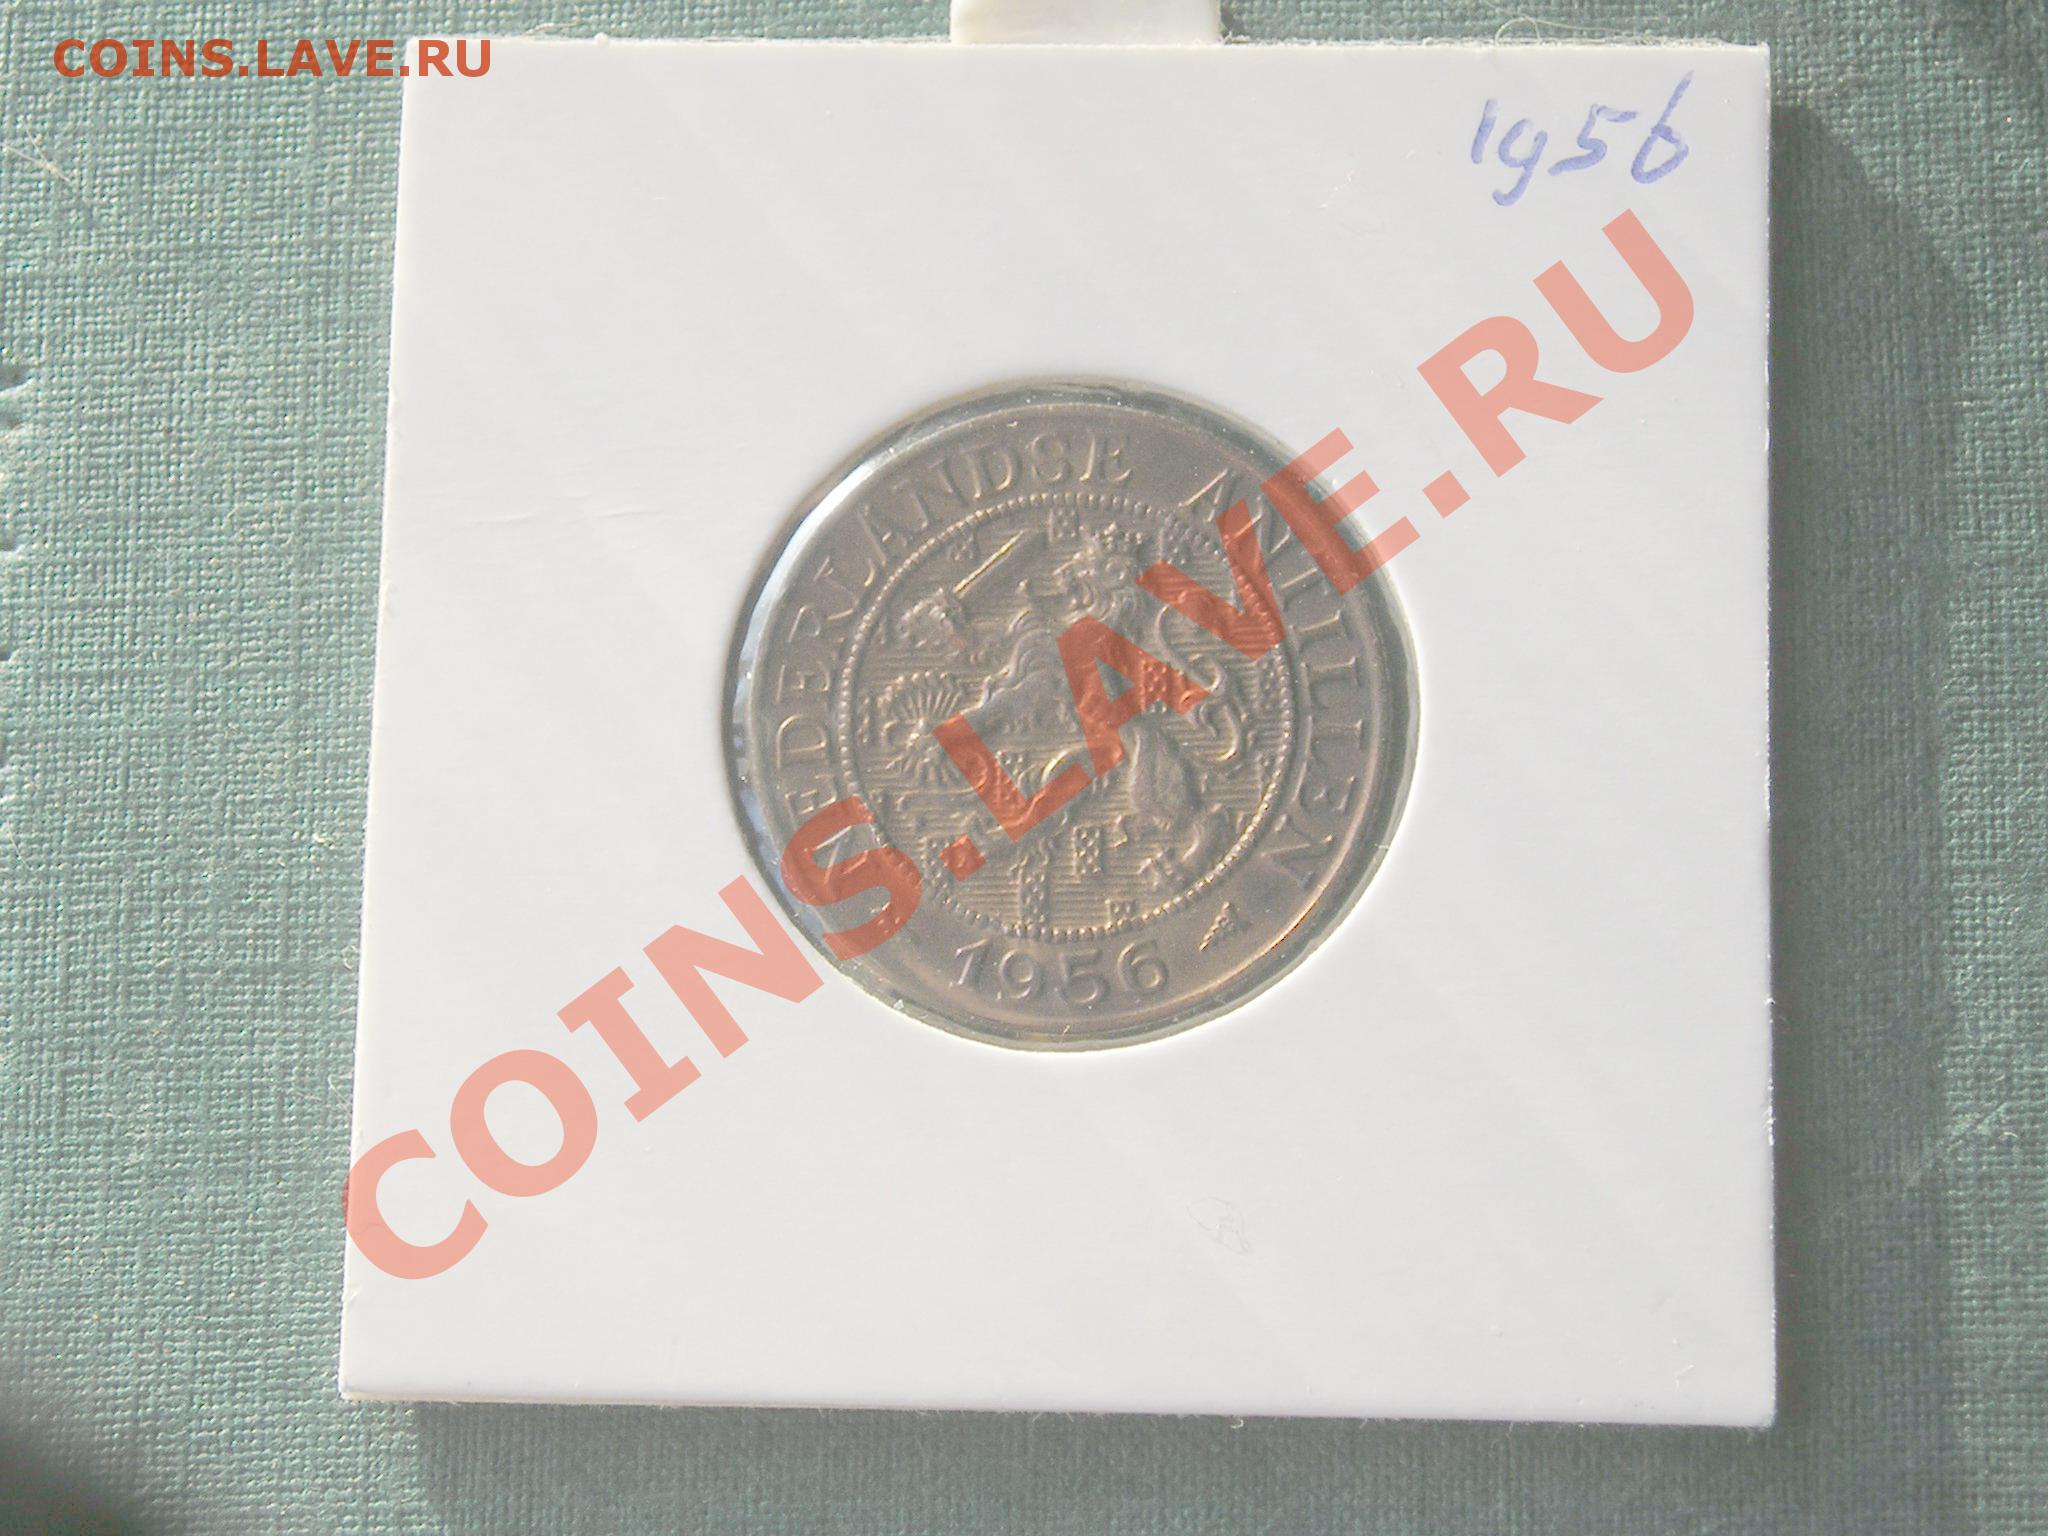 COINS.LAVE.RU
1956
NEDERLANDSE ANTILLEN
1956
COINS.LAVE.RU